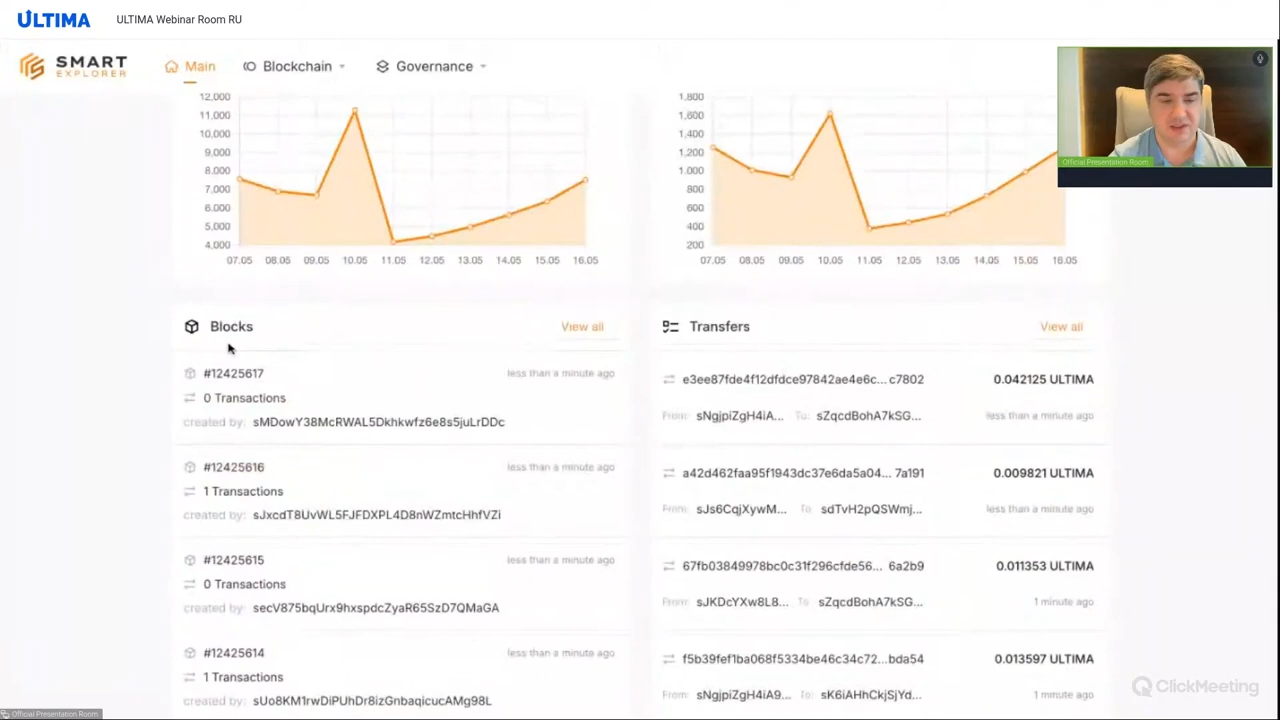 ULTIMA
ULTIMA Webinar Room RU
SMART
EXPLORER
Main
Blockchain
Governance
Official Presentation Room
12,000
11,000
10,000
9,000
8,000
7,000
6,000
5,000
4,000
07.05 08.05 09.05 10.05 11.05 12.05 13.05 14.05 15.05 16.05
1,800
1,600
1,400
1,200
1,000
800
600
400
200
07.05 08.05 09.05 10.05 11.05 12.05 13.05 14.05 15.05 16.05
Blocks View all
#12425617 less than a minute ago
0 Transactions
created by: sMDowY38McRWAL5Dkhkwfz6e8s5juLrDDc
#12425616 less than a minute ago
1 Transactions
created by: sJxcdT8UvWL5FJFDXPL4D8nWZmtcHhfVZi
#12425615 less than a minute ago
0 Transactions
created by: secV875bqUrx9hxspdcZyaR65SzD7QMaGA
#12425614 less than a minute ago
1 Transactions
created by: sUo8KM1rwDiPUhDr8izGnbaqicucAMg98L
Transfers View all
e3ee87fde4f12dfdce97842ae4e6c... c7802 0.042125 ULTIMA
From: sNgjpiZgH4iA... To: sZqcdBohA7kSG... less than a minute ago
a42d462faa95f1943dc37e6da5a04... 7a191 0.009821 ULTIMA
From: sJs6CqjXywM... To: sdTvH2pQSWmj... less than a minute ago
67fb03849978bc0c31f296cfde56... 6a2b9 0.011353 ULTIMA
From: sJKDcYXw8L8... To: sZqcdBohA7kSG... 1 minute ago
f5b39fef1ba068f5334be46c34c72... bda54 0.013597 ULTIMA
From: sNgjpiZgH4iA9... To: sK6iAHhCkjSjYd... 1 minute ago
ClickMeeting
Official Presentation Room